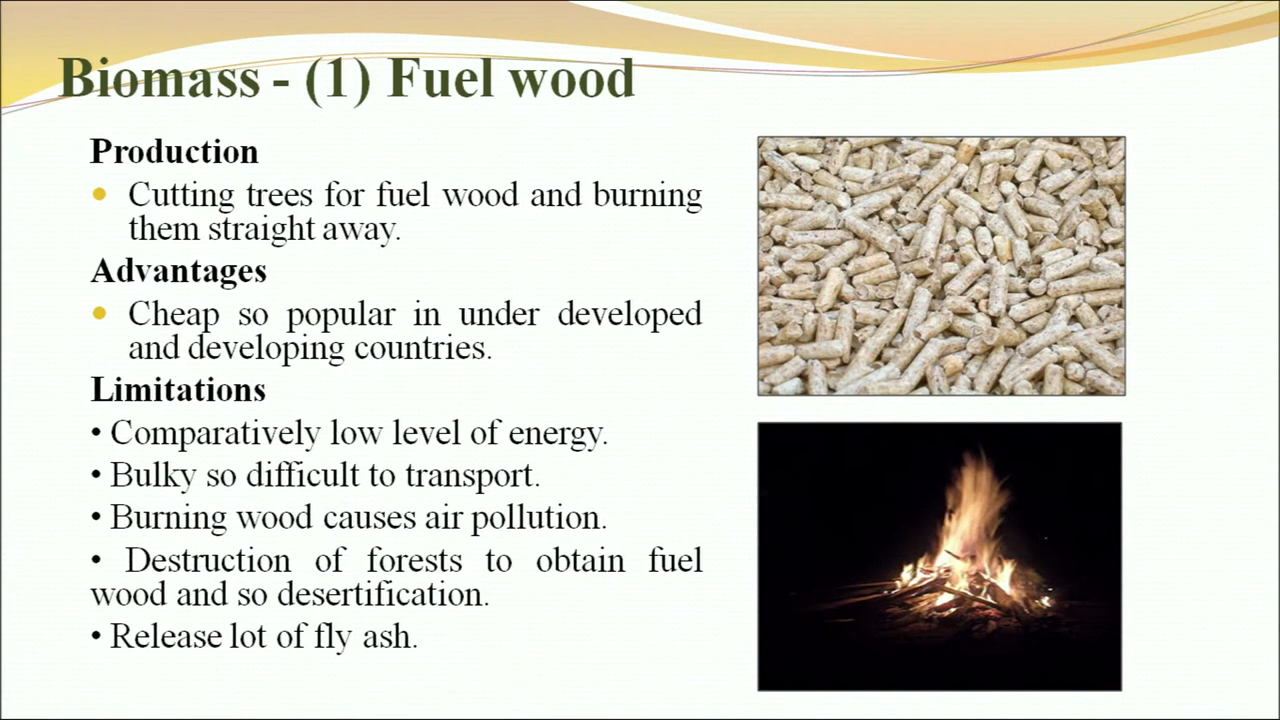 Biomass - (1) Fuel wood
Production
• Cutting trees for fuel wood and burning
them straight away.
Advantages
• Cheap so popular in under developed
and developing countries.
Limitations
• Comparatively low level of energy.
• Bulky so difficult to transport.
• Burning wood causes air pollution.
• Destruction of forests to obtain fuel
wood and so desertification.
• Release lot of fly ash.